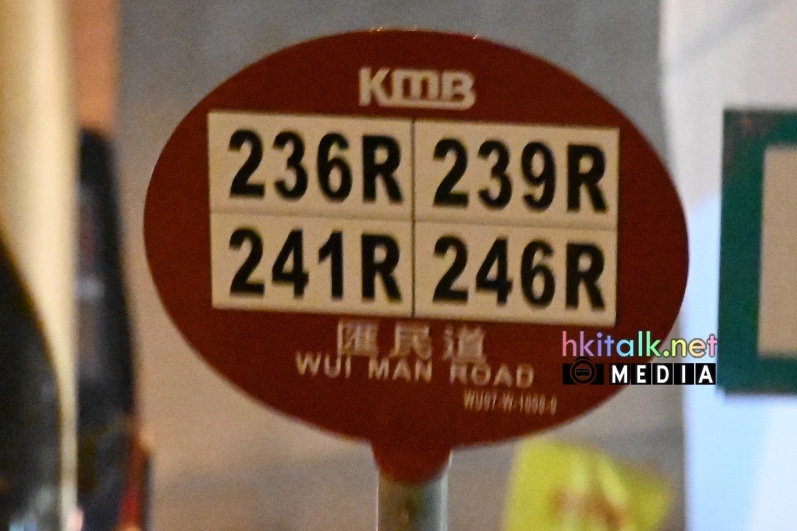 KMB
236R 239R
241R 246R
匯民道
WUI MAN ROAD
hkitalk.net
MEDIA